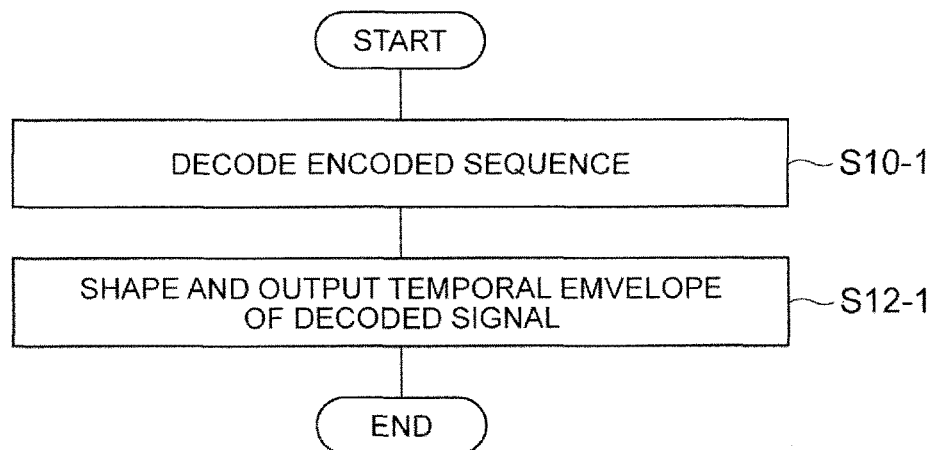 START
DECODE ENCODED SEQUENCE
S10-1
SHAPE AND OUTPUT TEMPORAL EMVELOPE
OF DECODED SIGNAL
S12-1
END